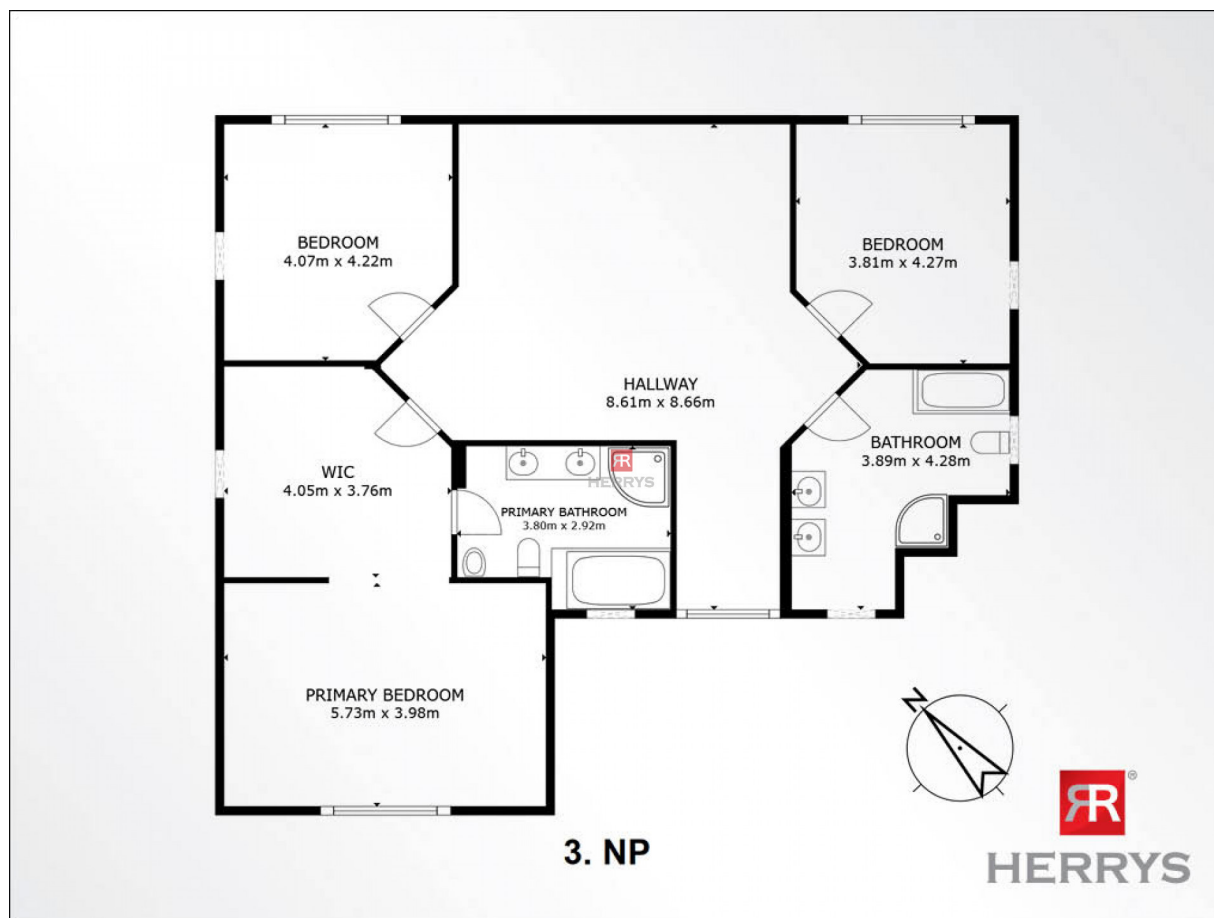 BEDROOM
4.07m x 4.22m
BEDROOM
3.81m x 4.27m
HALLWAY
8.61m x 8.66m
WIC
4.05m x 3.76m
BATHROOM
3.89m x 4.28m
RR
HERRYS
PRIMARY BATHROOM
3.80m x 2.92m
PRIMARY BEDROOM
5.73m x 3.98m
N
RR®
HERRYS
3. NP